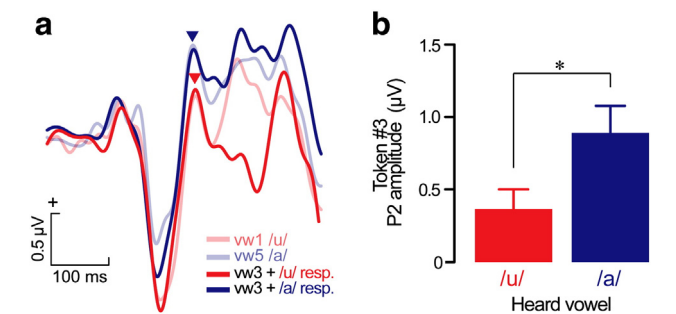 a
+
0.5 µV
100 ms
vw1 /u/
vw5 /a/
vw3 + /u/ resp.
vw3 + /a/ resp.
b
Token #3
P2 amplitude (µV)
1.5
1.0
0.5
0
*
/u/
/a/
Heard vowel